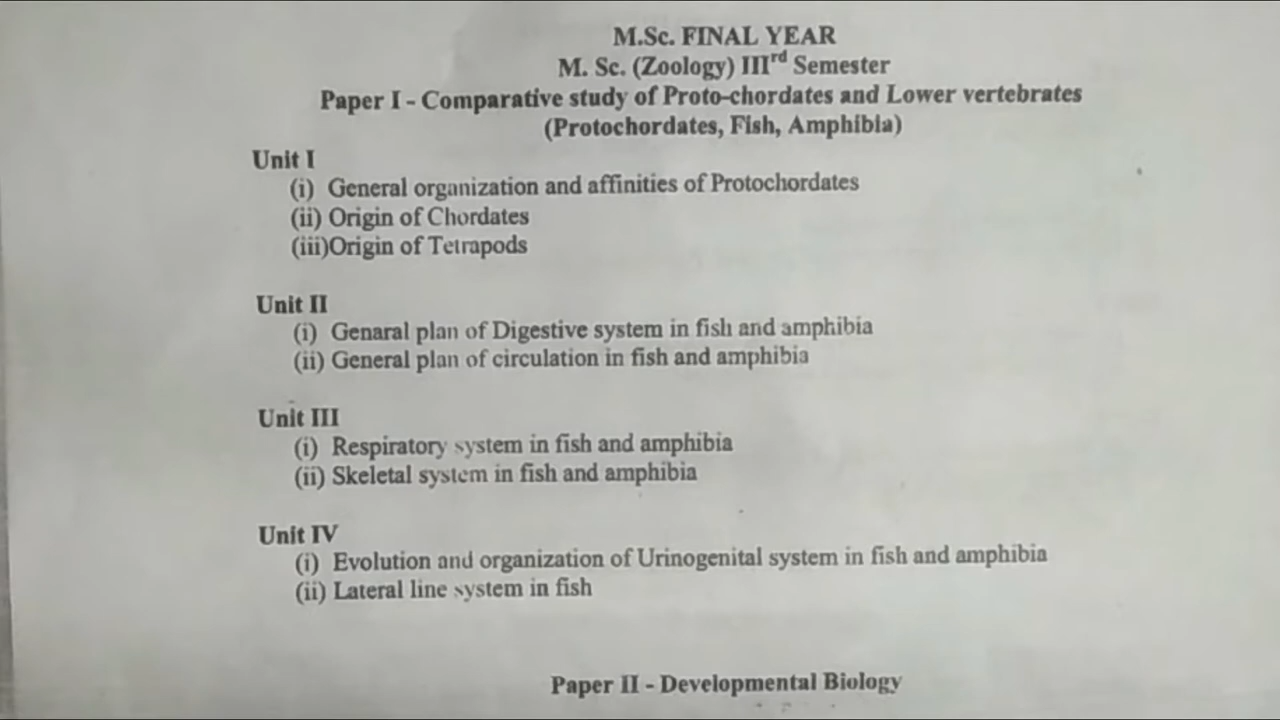 M.Sc. FINAL YEAR
M. Sc. (Zoology) IIIrd Semester
Paper I - Comparative study of Proto-chordates and Lower vertebrates
(Protochordates, Fish, Amphibia)
Unit I
(i) General organization and affinities of Protochordates
(ii) Origin of Chordates
(iii)Origin of Tetrapods
Unit II
(i) Genaral plan of Digestive system in fish and amphibia
(ii) General plan of circulation in fish and amphibia
Unit III
(i) Respiratory system in fish and amphibia
(ii) Skeletal system in fish and amphibia
Unit IV
(i) Evolution and organization of Urinogenital system in fish and amphibia
(ii) Lateral line system in fish
Paper II - Developmental Biology